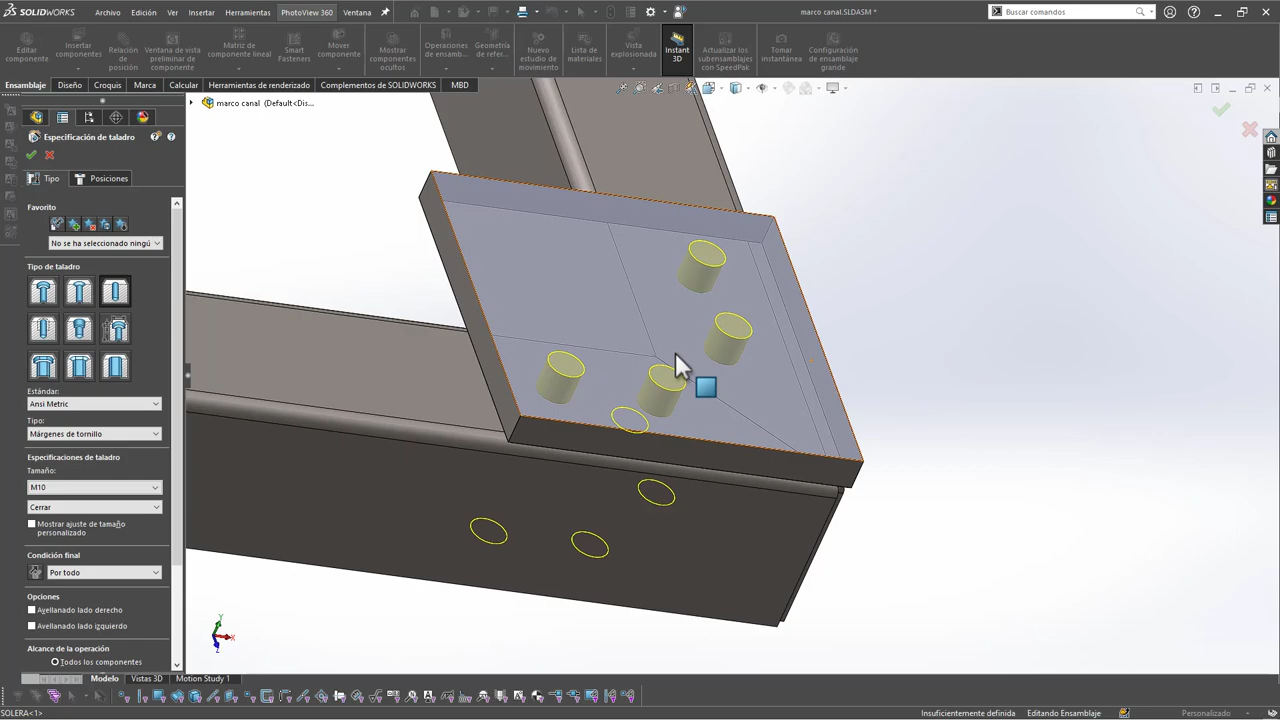 SOLIDWORKS
Archivo Edición Ver Insertar Herramientas PhotoView 360 Ventana
marco canal.SLDASM *
Buscar comandos
Editar componente
Insertar componentes
Relación de posición
Ventana de vista preliminar de componente
Matriz de componente lineal
Smart Fasteners
Mover componente
Mostrar componentes ocultos
Operaciones de ensamb...
Geometría de refer...
Nuevo estudio de movimiento
Lista de materiales
Vista explosionada
Instant 3D
Actualizar los subensamblajes con SpeedPak
Tomar instantánea
Configuración de ensamblaje grande
Ensamblaje Diseño Croquis Marca Calcular Herramientas de renderizado Complementos de SOLIDWORKS MBD
marco canal (Default<Dis...
Especificación de taladro
Tipo Posiciones
Favorito
No se ha seleccionado ningú
Tipo de taladro
Estándar:
Ansi Metric
Tipo:
Márgenes de tornillo
Especificaciones de taladro
Tamaño:
M10
Cerrar
Mostrar ajuste de tamaño
personalizado
Condición final
Por todo
Opciones
Avellanado lado derecho
Avellanado lado izquierdo
Alcance de la operación
Todos los componentes
Y
X
Z
Modelo Vistas 3D Motion Study 1
SOLERA<1>
Insuficientemente definida Editando Ensamblaje Personalizado